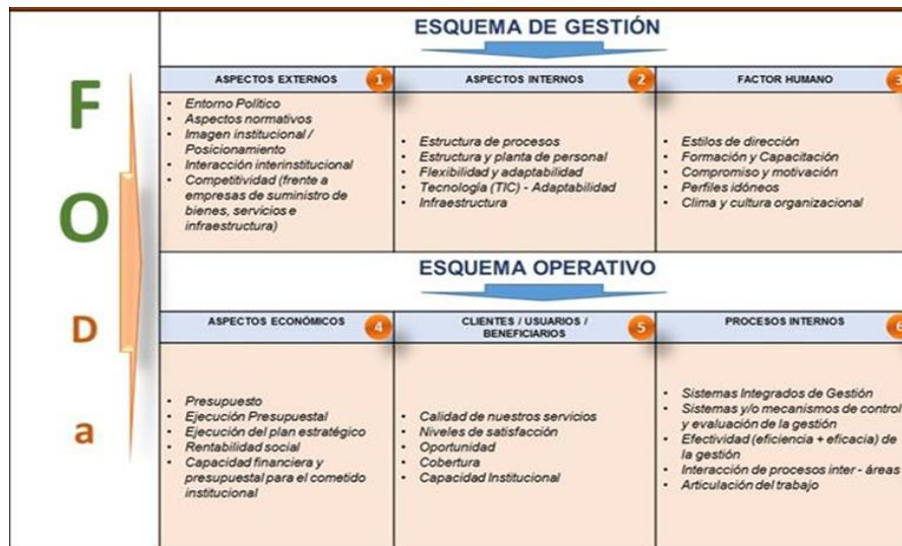 F
O
D
a
ESQUEMA DE GESTIÓN
ASPECTOS EXTERNOS
1
• Entorno Político
• Aspectos normativos
• Imagen institucional /
Posicionamiento
• Interacción interinstitucional
• Competitividad (frente a
empresas de suministro de
bienes, servicios e
infraestructura)
ASPECTOS INTERNOS
2
• Estructura de procesos
• Estructura y planta de personal
• Flexibilidad y adaptabilidad
• Tecnología (TIC) - Adaptabilidad
• Infraestructura
FACTOR HUMANO
3
• Estilos de dirección
• Formación y Capacitación
• Compromiso y motivación
• Perfiles idóneos
• Clima y cultura organizacional
ESQUEMA OPERATIVO
ASPECTOS ECONÓMICOS
4
• Presupuesto
• Ejecución Presupuestal
• Ejecución del plan estratégico
• Rentabilidad social
• Capacidad financiera y
presupuestal para el cometido
institucional
CLIENTES / USUARIOS /
BENEFICIARIOS
5
• Calidad de nuestros servicios
• Niveles de satisfacción
• Oportunidad
• Cobertura
• Capacidad Institucional
PROCESOS INTERNOS
6
• Sistemas Integrados de Gestión
• Sistemas y/o mecanismos de control
y evaluación de la gestión
• Efectividad (eficiencia + eficacia) de
la gestión
• Interacción de procesos inter - áreas
• Articulación del trabajo